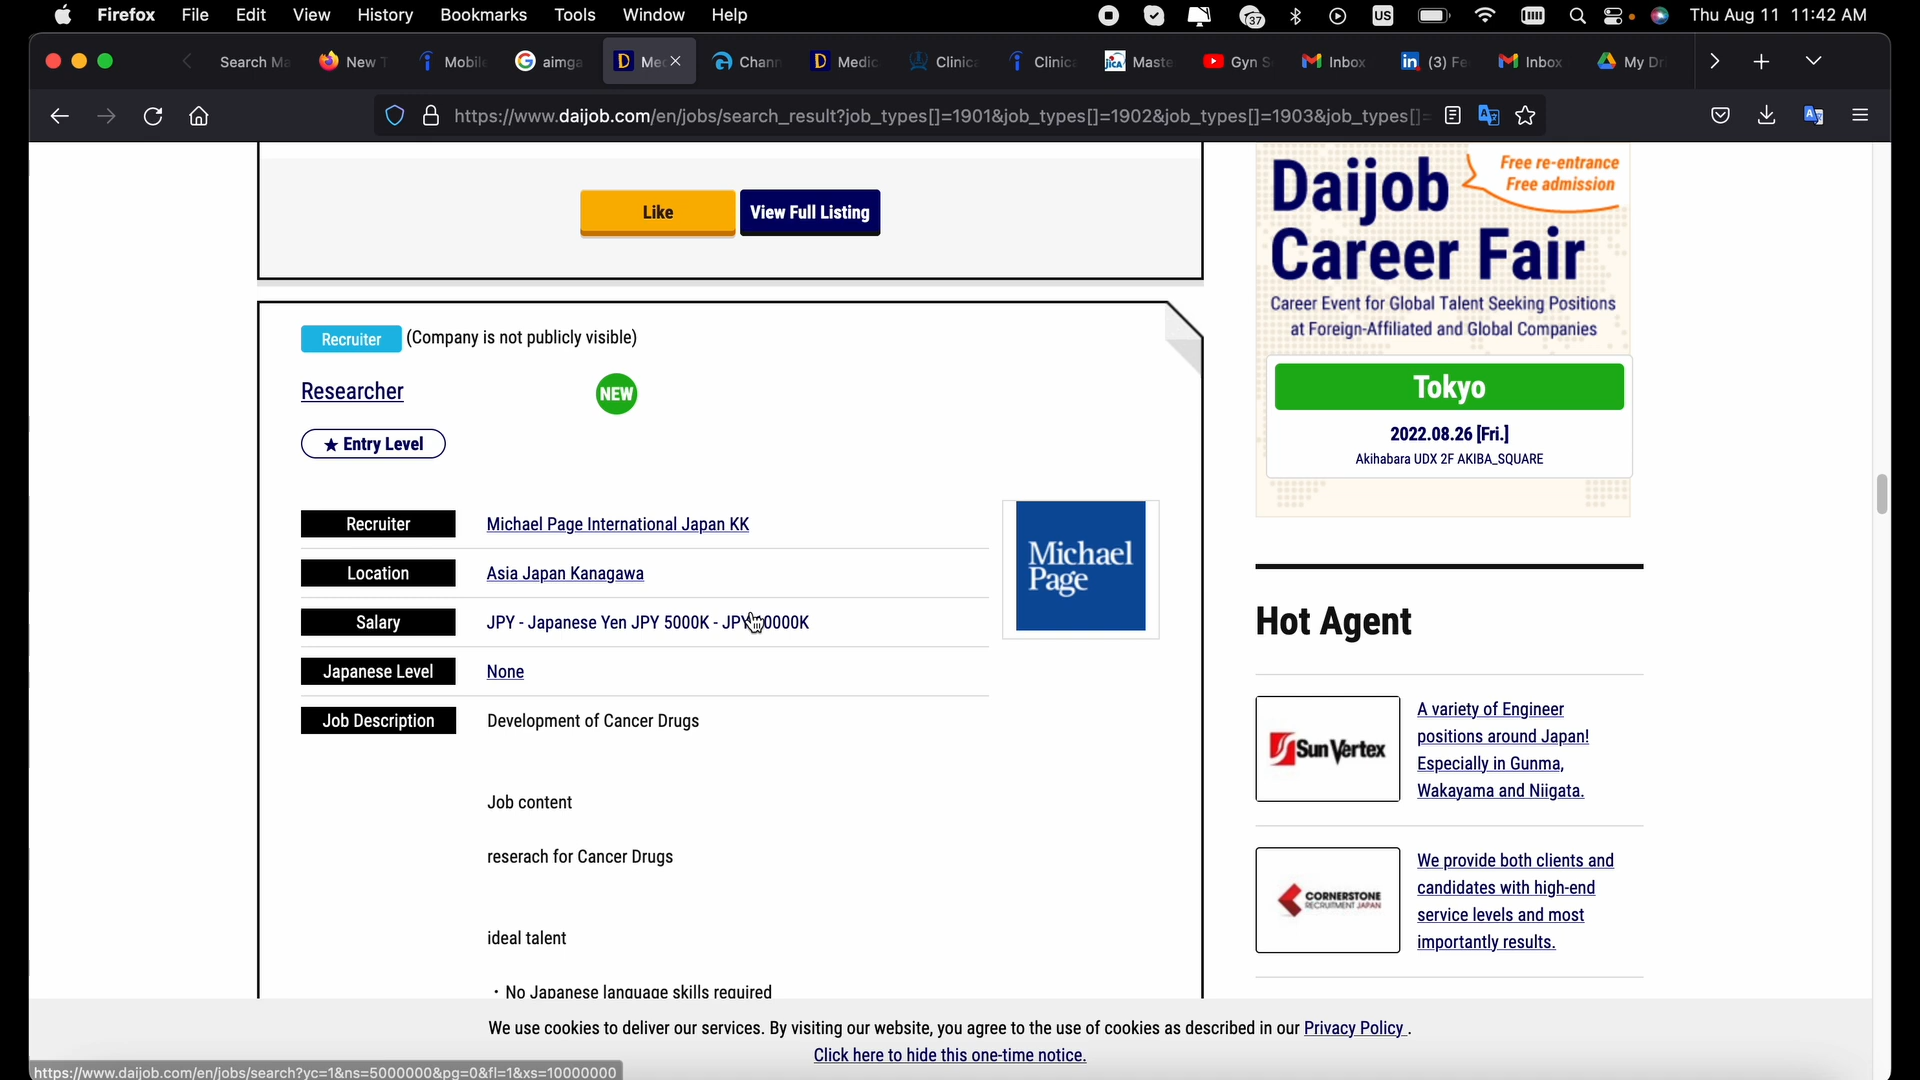 Firefox File Edit View History Bookmarks Tools Window Help
37
US
Thu Aug 11 11:42 AM
Search Ma
New T
Mobile
aimga
Med
Chann
Medic
Clinica
Clinica
Maste
Gyn S
Inbox
(3) Fe
Inbox
My Dr
https://www.daijob.com/en/jobs/search_result?job_types[]=1901&job_types[]=1902&job_types[]=1903&job_types[]=
Like
View Full Listing
Recruiter (Company is not publicly visible)
Researcher
NEW
★ Entry Level
Recruiter Michael Page International Japan KK
Location Asia Japan Kanagawa
Salary JPY - Japanese Yen JPY 5000K - JPY 0000K
Japanese Level None
Job Description Development of Cancer Drugs
Job content
reserach for Cancer Drugs
ideal talent
・No Japanese language skills required
Michael
Page
Free re-entrance
Free admission
Daijob
Career Fair
Career Event for Global Talent Seeking Positions
at Foreign-Affiliated and Global Companies
Tokyo
2022.08.26 [Fri.]
Akihabara UDX 2F AKIBA_SQUARE
Hot Agent
Sun Vertex
A variety of Engineer
positions around Japan!
Especially in Gunma,
Wakayama and Niigata.
CORNERSTONE
RECRUITMENT JAPAN
We provide both clients and
candidates with high-end
service levels and most
importantly results.
We use cookies to deliver our services. By visiting our website, you agree to the use of cookies as described in our Privacy Policy .
Click here to hide this one-time notice.
https://www.daijob.com/en/jobs/search?yc=1&ns=5000000&pg=0&fl=1&xs=10000000